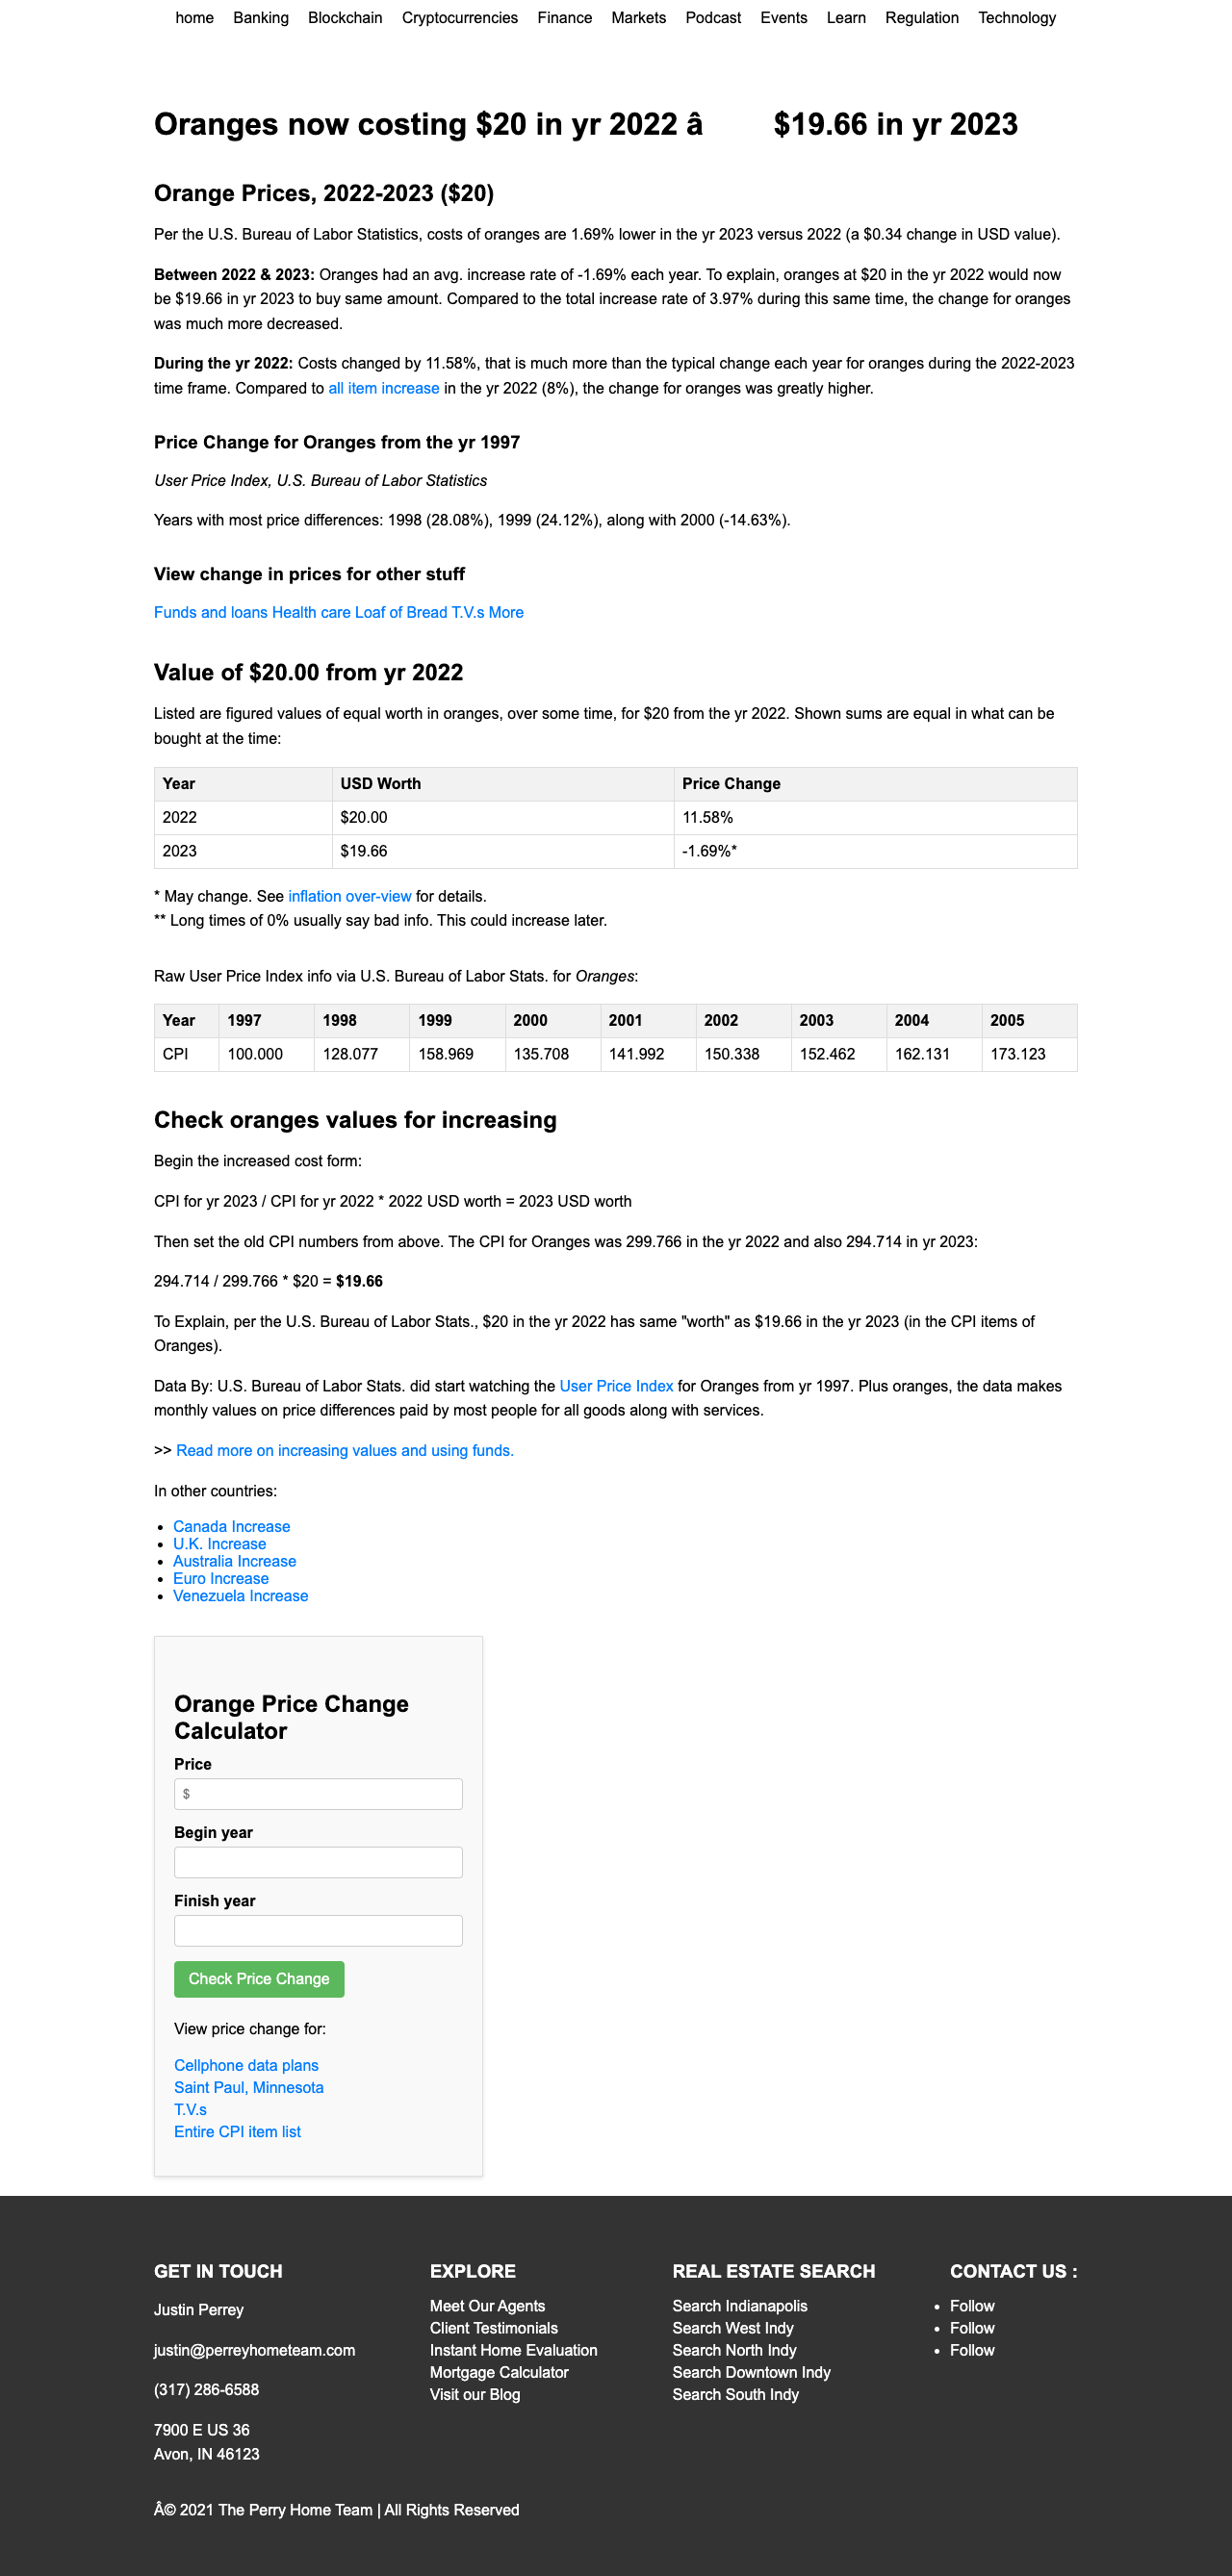 home Banking Blockchain Cryptocurrencies Finance Markets Podcast Events Learn Regulation Technology
Oranges now costing $20 in yr 2022 â $19.66 in yr 2023
Orange Prices, 2022-2023 ($20)
Per the U.S. Bureau of Labor Statistics, costs of oranges are 1.69% lower in the yr 2023 versus 2022 (a $0.34 change in USD value).
Between 2022 & 2023: Oranges had an avg. increase rate of -1.69% each year. To explain, oranges at $20 in the yr 2022 would now
be $19.66 in yr 2023 to buy same amount. Compared to the total increase rate of 3.97% during this same time, the change for oranges
was much more decreased.
During the yr 2022: Costs changed by 11.58%, that is much more than the typical change each year for oranges during the 2022-2023
time frame. Compared to all item increase in the yr 2022 (8%), the change for oranges was greatly higher.
Price Change for Oranges from the yr 1997
User Price Index, U.S. Bureau of Labor Statistics
Years with most price differences: 1998 (28.08%), 1999 (24.12%), along with 2000 (-14.63%).
View change in prices for other stuff
Funds and loans Health care Loaf of Bread T.V.s More
Value of $20.00 from yr 2022
Listed are figured values of equal worth in oranges, over some time, for $20 from the yr 2022. Shown sums are equal in what can be
bought at the time:
Year USD Worth Price Change
2022 $20.00 11.58%
2023 $19.66 -1.69%*
* May change. See inflation over-view for details.
** Long times of 0% usually say bad info. This could increase later.
Raw User Price Index info via U.S. Bureau of Labor Stats. for Oranges:
Year 1997 1998 1999 2000 2001 2002 2003 2004 2005
CPI 100.000 128.077 158.969 135.708 141.992 150.338 152.462 162.131 173.123
Check oranges values for increasing
Begin the increased cost form:
CPI for yr 2023 / CPI for yr 2022 * 2022 USD worth = 2023 USD worth
Then set the old CPI numbers from above. The CPI for Oranges was 299.766 in the yr 2022 and also 294.714 in yr 2023:
294.714 / 299.766 * $20 = $19.66
To Explain, per the U.S. Bureau of Labor Stats., $20 in the yr 2022 has same "worth" as $19.66 in the yr 2023 (in the CPI items of
Oranges).
Data By: U.S. Bureau of Labor Stats. did start watching the User Price Index for Oranges from yr 1997. Plus oranges, the data makes
monthly values on price differences paid by most people for all goods along with services.
>> Read more on increasing values and using funds.
In other countries:
• Canada Increase
• U.K. Increase
• Australia Increase
• Euro Increase
• Venezuela Increase
Orange Price Change
Calculator
Price
$
Begin year
Finish year
Check Price Change
View price change for:
Cellphone data plans
Saint Paul, Minnesota
T.V.s
Entire CPI item list
GET IN TOUCH
Justin Perrey
justin@perreyhometeam.com
(317) 286-6588
7900 E US 36
Avon, IN 46123
EXPLORE
Meet Our Agents
Client Testimonials
Instant Home Evaluation
Mortgage Calculator
Visit our Blog
REAL ESTATE SEARCH
Search Indianapolis
Search West Indy
Search North Indy
Search Downtown Indy
Search South Indy
CONTACT US :
• Follow
• Follow
• Follow
Â© 2021 The Perry Home Team | All Rights Reserved